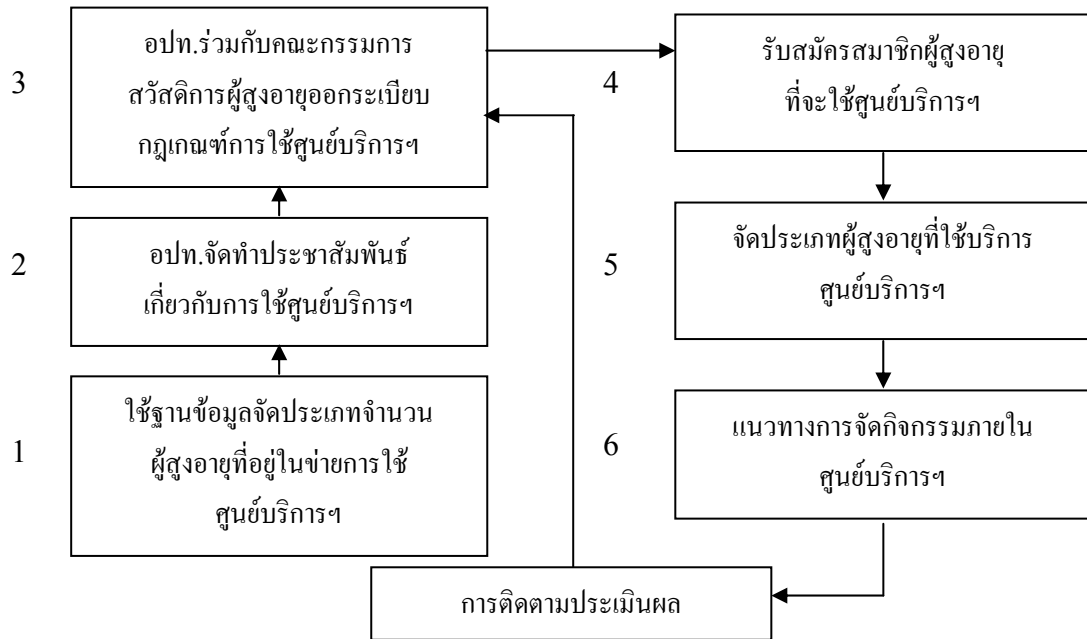 3
อปท.ร่วมกับคณะกรรมการ
สวัสดิการผู้สูงอายุออกระเบียบ
กฎเกณฑ์การใช้ศูนย์บริการฯ
4
รับสมัครสมาชิกผู้สูงอายุ
ที่จะใช้ศูนย์บริการฯ
2
อปท.จัดทำประชาสัมพันธ์
เกี่ยวกับการใช้ศูนย์บริการฯ
5
จัดประเภทผู้สูงอายุที่ใช้บริการ
ศูนย์บริการฯ
1
ใช้ฐานข้อมูลจัดประเภทจำนวน
ผู้สูงอายุที่อยู่ในข่ายการใช้
ศูนย์บริการฯ
6
แนวทางการจัดกิจกรรมภายใน
ศูนย์บริการฯ
การติดตามประเมินผล